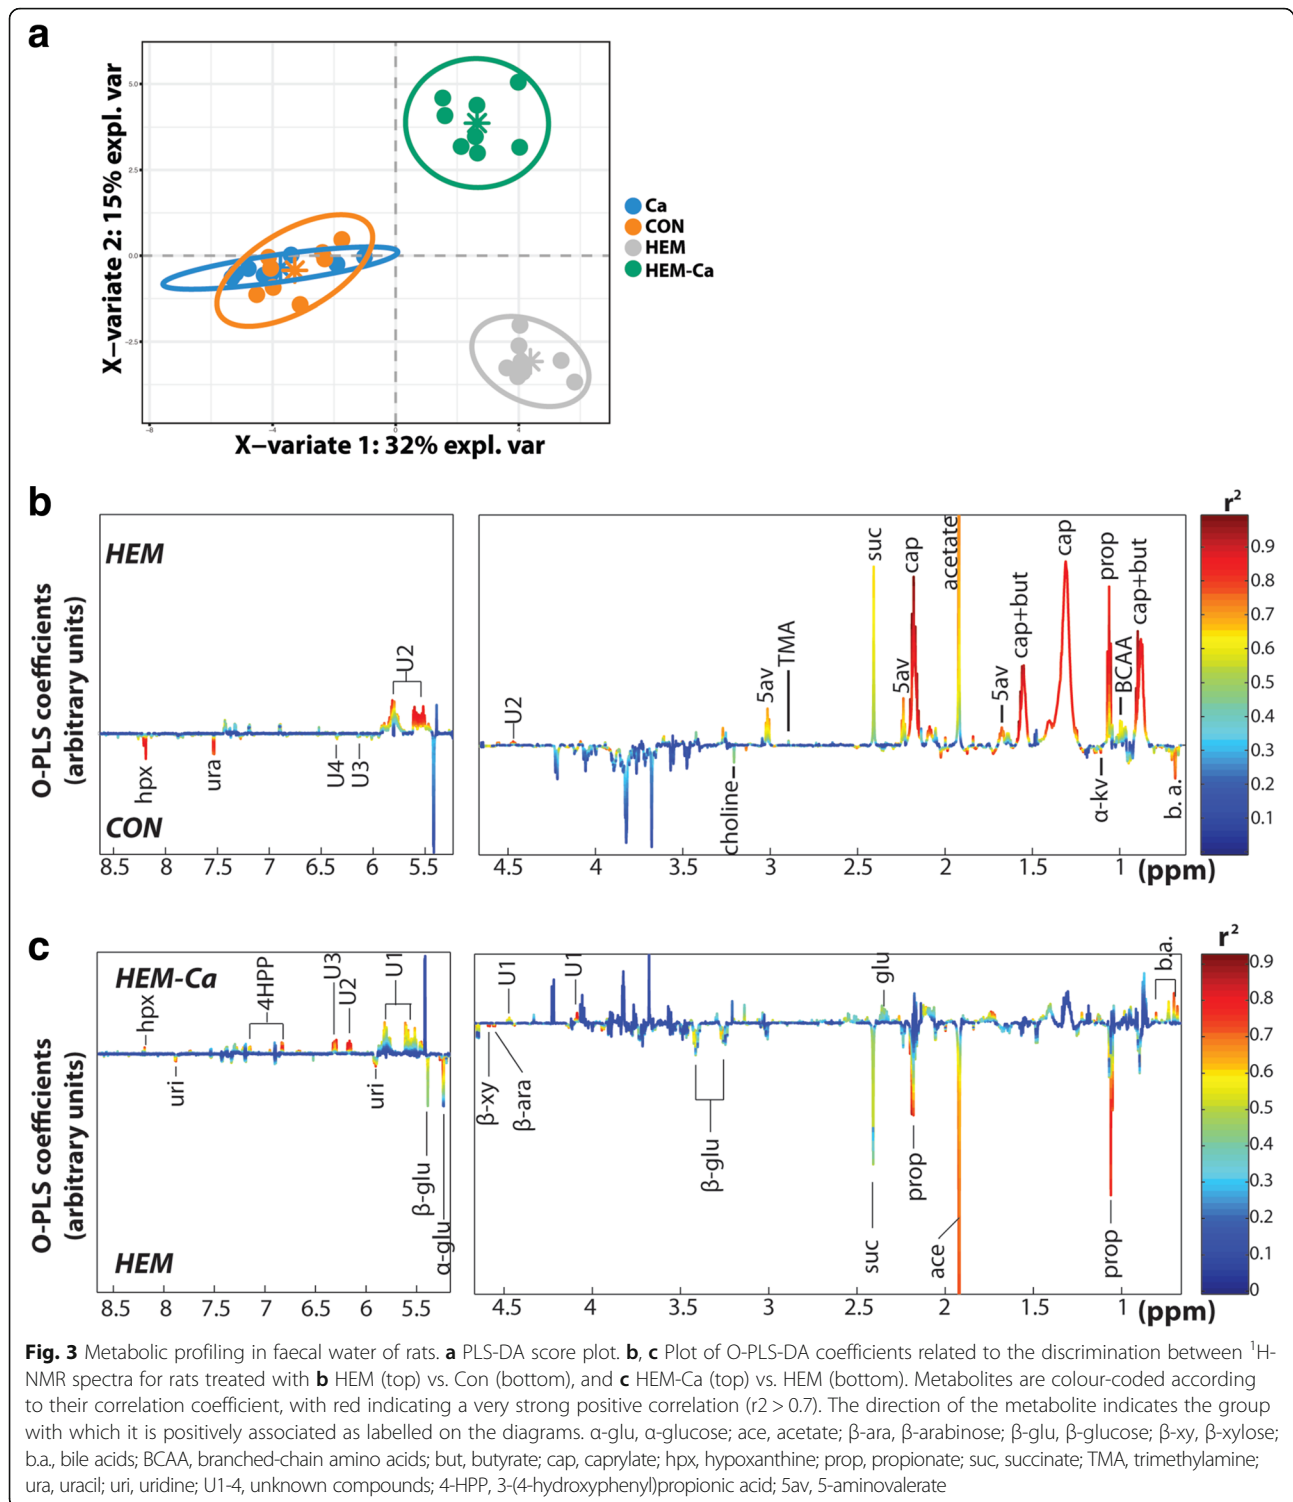 a
X–variate 2: 15% expl. var
5.0
2.5
0.0
-2.5
-8
-4
0
4
X–variate 1: 32% expl. var
Ca
CON
HEM
HEM-Ca
b
O-PLS coefficients
(arbitrary units)
HEM
CON
U2
hpx
ura
U4
U3
8.5 8 7.5 7 6.5 6 5.5
U2
choline
5av
TMA
suc
5av
cap
acetate
5av
cap+but
cap
α-kv
prop
BCAA
cap+but
b. a.
4.5 4 3.5 3 2.5 2 1.5 1 (ppm)
r²
0.9
0.8
0.7
0.6
0.5
0.4
0.3
0.2
0.1
c
O-PLS coefficients
(arbitrary units)
HEM-Ca
HEM
hpx
uri
4HPP
U3
U2
U1
uri
β-glu
α-glu
8.5 8 7.5 7 6.5 6 5.5
U1
U1
β-xy
β-ara
β-glu
glu
suc
prop
ace
prop
b.a.
4.5 4 3.5 3 2.5 2 1.5 1 (ppm)
r²
0.9
0.8
0.7
0.6
0.5
0.4
0.3
0.2
0.1
0
Fig. 3 Metabolic profiling in faecal water of rats. a PLS-DA score plot. b, c Plot of O-PLS-DA coefficients related to the discrimination between ¹H-
NMR spectra for rats treated with b HEM (top) vs. Con (bottom), and c HEM-Ca (top) vs. HEM (bottom). Metabolites are colour-coded according
to their correlation coefficient, with red indicating a very strong positive correlation (r2 > 0.7). The direction of the metabolite indicates the group
with which it is positively associated as labelled on the diagrams. α-glu, α-glucose; ace, acetate; β-ara, β-arabinose; β-glu, β-glucose; β-xy, β-xylose;
b.a., bile acids; BCAA, branched-chain amino acids; but, butyrate; cap, caprylate; hpx, hypoxanthine; prop, propionate; suc, succinate; TMA, trimethylamine;
ura, uracil; uri, uridine; U1-4, unknown compounds; 4-HPP, 3-(4-hydroxyphenyl)propionic acid; 5av, 5-aminovalerate